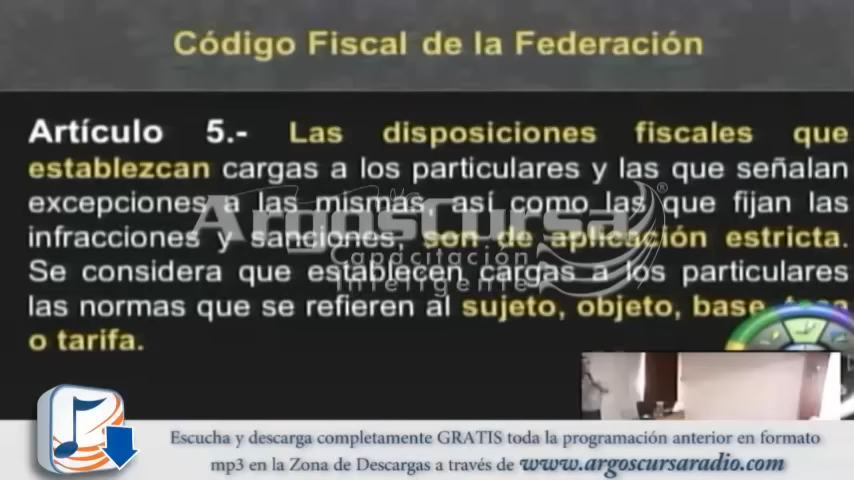 Código Fiscal de la Federación
Artículo 5.- Las disposiciones fiscales que
establezcan cargas a los particulares y las que señalan
excepciones a las mismas, así como las que fijan las
infracciones y sanciones, son de aplicación estricta.
Se considera que establecen cargas a los particulares
las normas que se refieren al sujeto, objeto, base,
o tarifa.
ArgosCursa®
Capacitación
Inteligente
Escucha y descarga completamente GRATIS toda la programación anterior en formato
mp3 en la Zona de Descargas a través de www.argoscursaradio.com